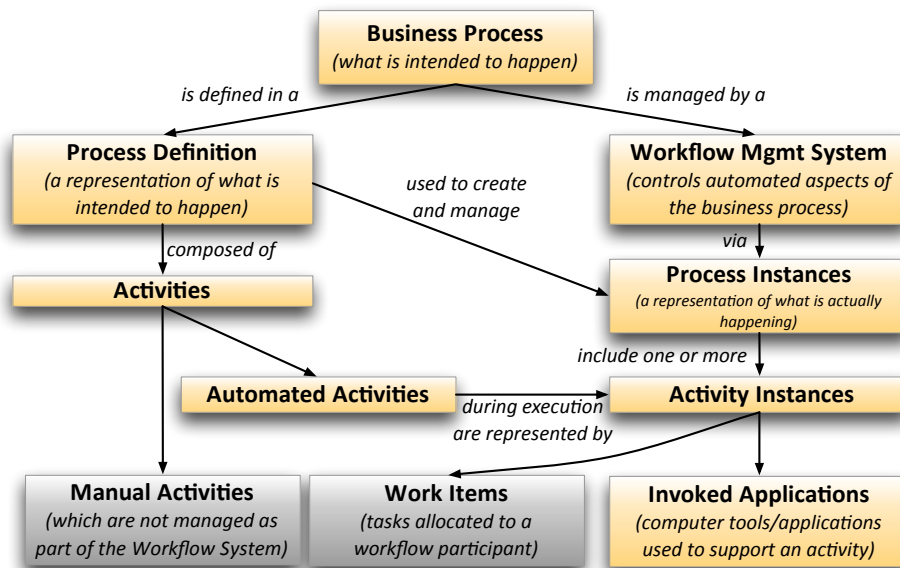 Business Process
(what is intended to happen)
is defined in a
is managed by a
Process Definition
(a representation of what is
intended to happen)
Workflow Mgmt System
(controls automated aspects of
the business process)
used to create
and manage
composed of
via
Activities
Process Instances
(a representation of what is actually
happening)
include one or more
Automated Activities
Activity Instances
during execution
are represented by
Manual Activities
(which are not managed as
part of the Workflow System)
Work Items
(tasks allocated to a
workflow participant)
Invoked Applications
(computer tools/applications
used to support an activity)